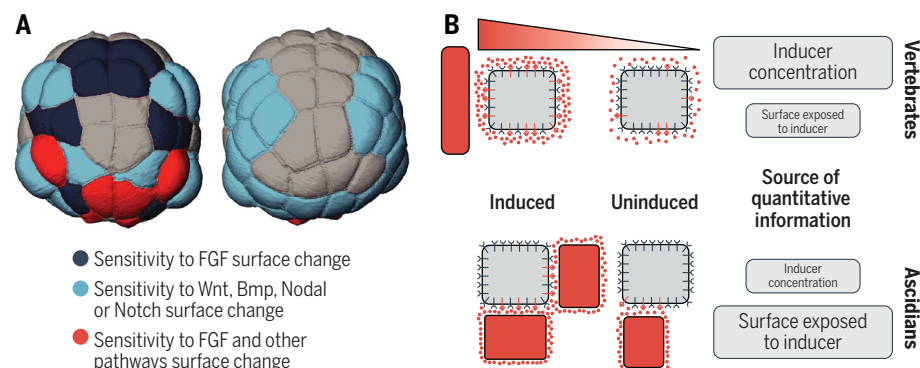 A
Sensitivity to FGF surface change
Sensitivity to Wnt, Bmp, Nodal
or Notch surface change
Sensitivity to FGF and other
pathways surface change
B
Inducer
concentration
Surface exposed
to inducer
Vertebrates
Induced
Uninduced
Source of
quantitative
information
Inducer
concentration
Surface exposed
to inducer
Ascidians